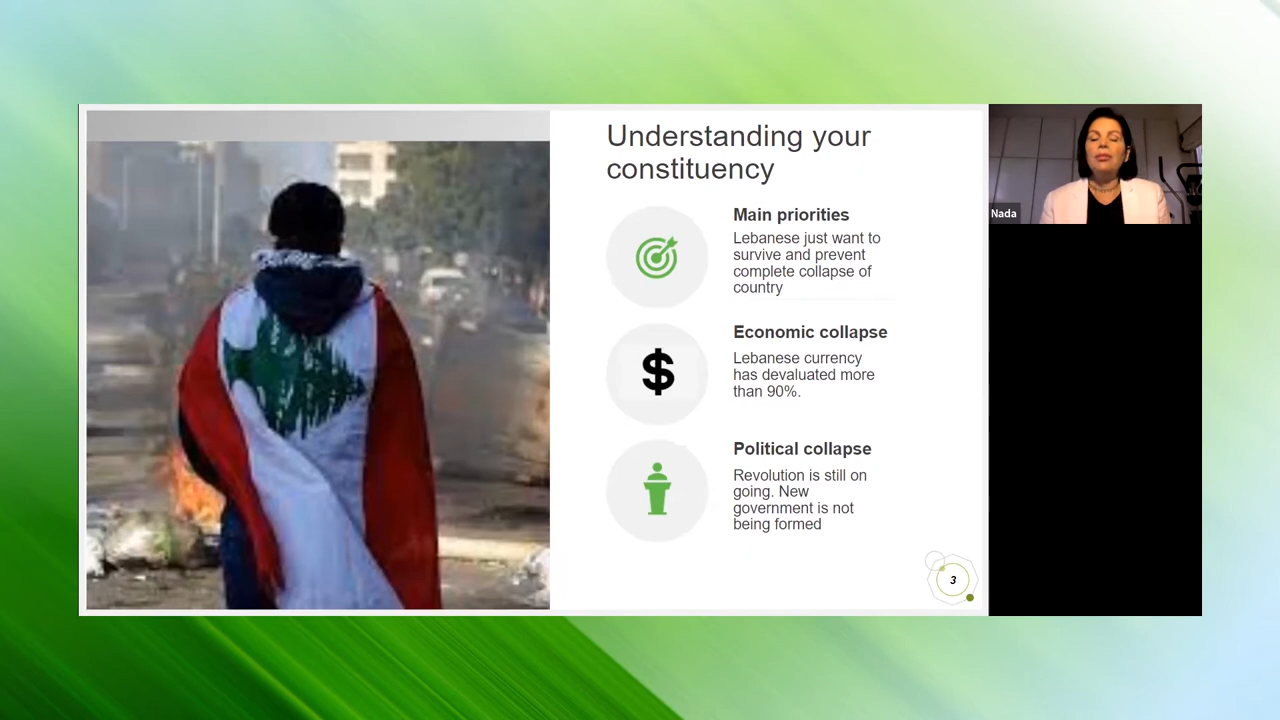 Understanding your
constituency
Main priorities
Lebanese just want to
survive and prevent
complete collapse of
country
$
Economic collapse
Lebanese currency
has devaluated more
than 90%.
Political collapse
Revolution is still on
going. New
government is not
being formed
3
Nada